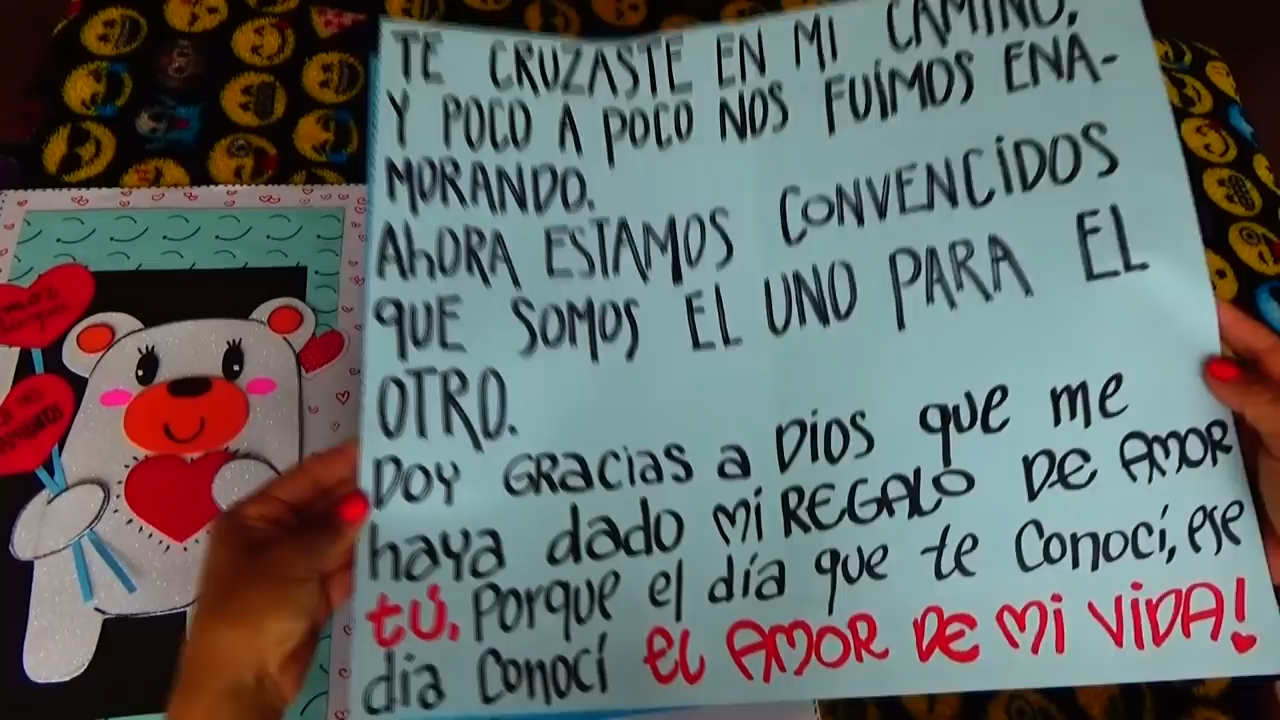 TE CRUZASTE EN MI CAMINO,
Y POCO A POCO NOS FUÍMOS ENA-
MORANDO.
AhORA ESTAMOS CONVENCIDOS
QUE SOMOS EL UNO PARA EL
OTRO.
DOY GRACIAS a DIOS que me
haya dado Mi REGALO DE AMOR
TÚ. Porque el día que te Conocí, ese
día Conocí EL AMOR DE Mi ViDA!